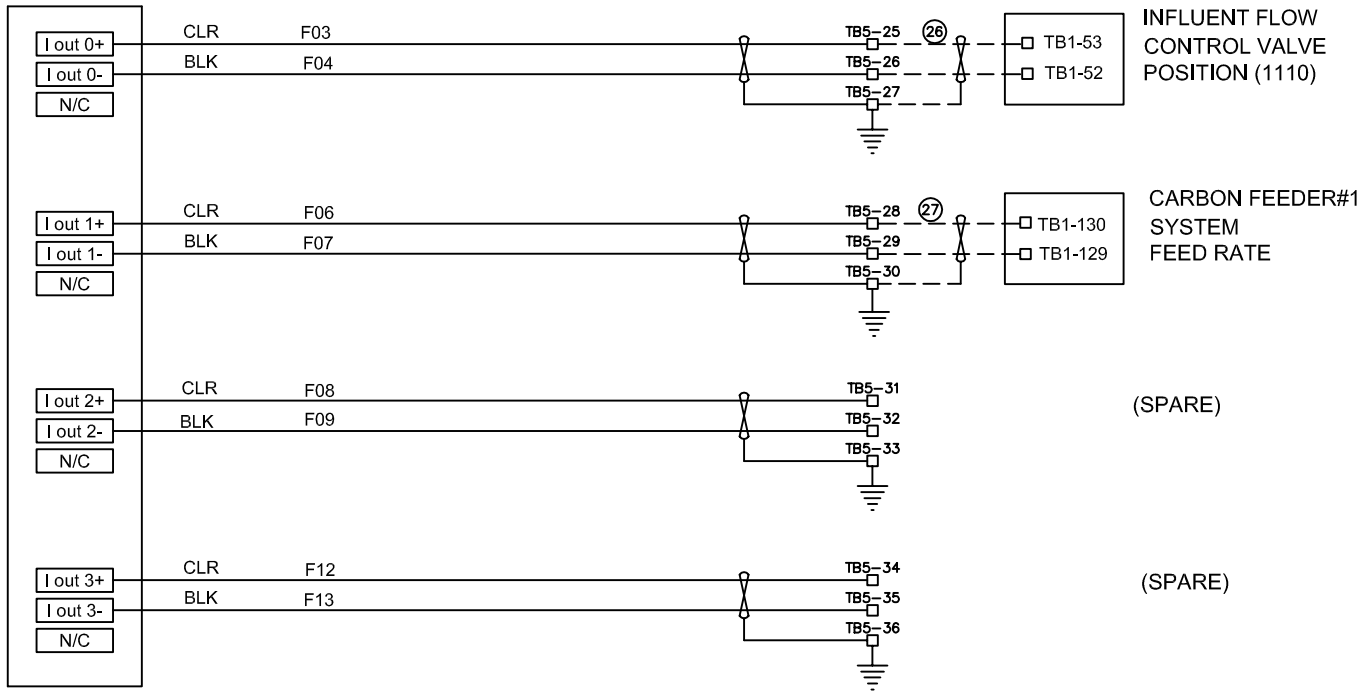 CLR F03 TB5-25 26 INFLUENT FLOW
I out 0+ TB1-53 CONTROL VALVE
BLK F04 TB5-26
I out 0- TB1-52 POSITION (1110)
TB5-27
N/C
CLR F06 TB5-28 27 CARBON FEEDER#1
I out 1+ TB1-130 SYSTEM
BLK F07 TB5-29
I out 1- TB1-129 FEED RATE
TB5-30
N/C
CLR F08 TB5-31
I out 2+ (SPARE)
BLK F09 TB5-32
I out 2-
TB5-33
N/C
CLR F12 TB5-34
I out 3+ (SPARE)
BLK F13 TB5-35
I out 3-
TB5-36
N/C